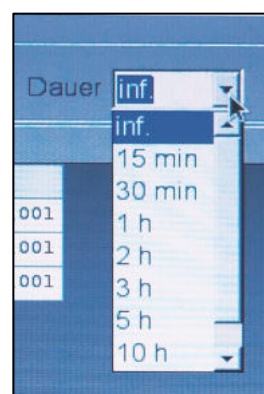 Dauer inf.
inf.
15 min
30 min
001 1 h
001 2 h
001 3 h
5 h
10 h